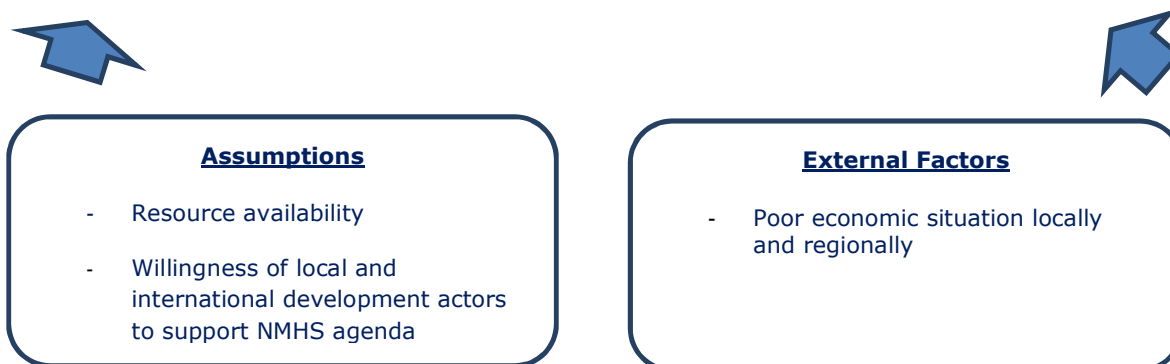 Assumptions
- Resource availability
- Willingness of local and
international development actors
to support NMHS agenda
External Factors
- Poor economic situation locally
and regionally